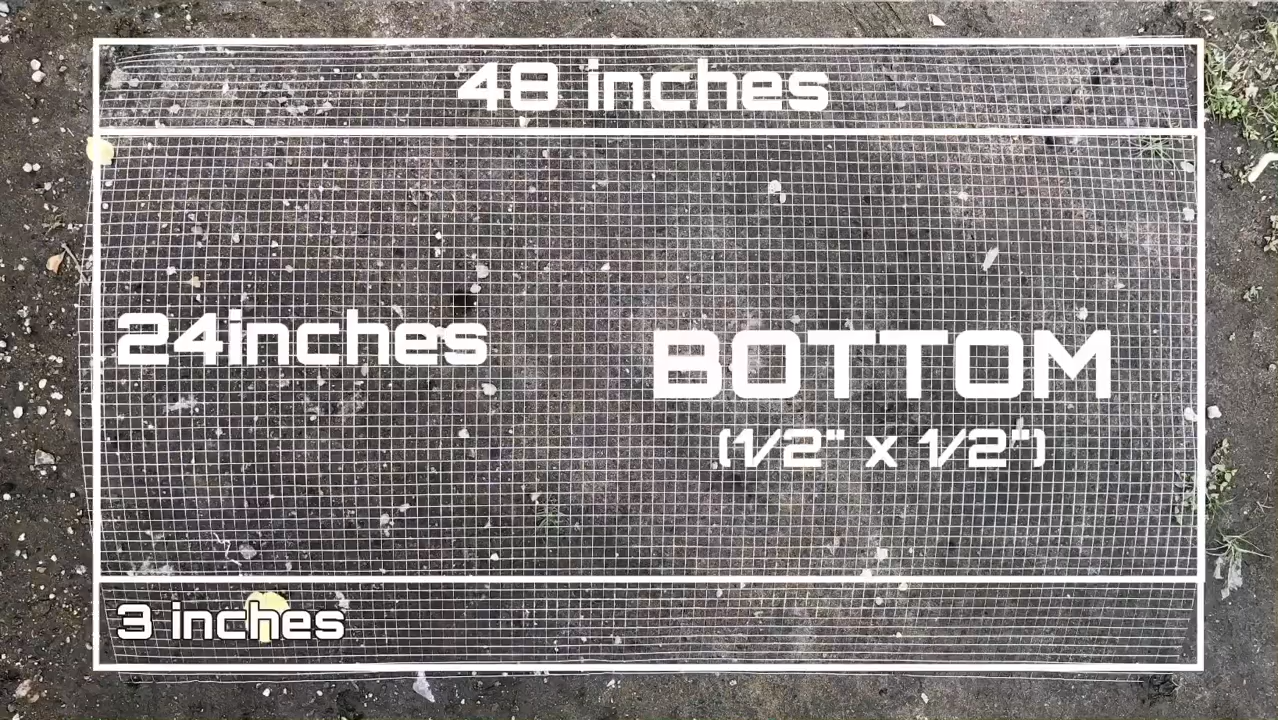 48 inches
24inches
BOTTOM
(1/2" x 1/2")
3 inches